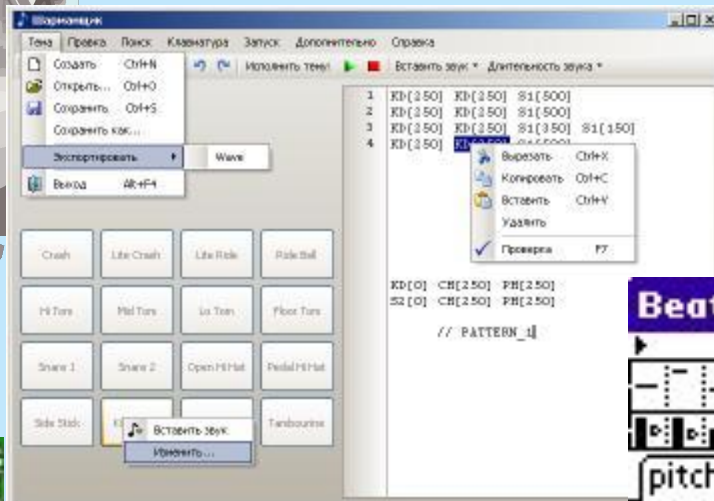 Шарманщик
Тема Правка Поиск Клавиатура Запуск Дополнительно Справка
Создать Ctrl+N
Открыть... Ctrl+O
Сохранить Ctrl+S
Сохранить как...
Экспортировать
Wave
Выход Alt+F4
Исполнить тему: Вставить звук Длительность звука
1 KD[250] KD[250] S1[500]
2 KD[250] KD[250] S1[500]
3 KD[250] KD[250] S1[350] S1[150]
4 KD[250]
Вырезать Ctrl+X
Копировать Ctrl+C
Вставить Ctrl+V
Удалить
Проверка F7
KD[0] CH[250] PH[250]
S2[0] CH[250] PH[250]
// PATTERN_1
Crash Lite Crash Lite Ride Ride Bell
Hi Tom Mid Tom Lo Tom Floor Tom
Snare 1 Snare 2 Open Hi Hat Pedal Hi Hat
Side Stick Tambourine
Вставить звук
Изменить...
Beat
pitch